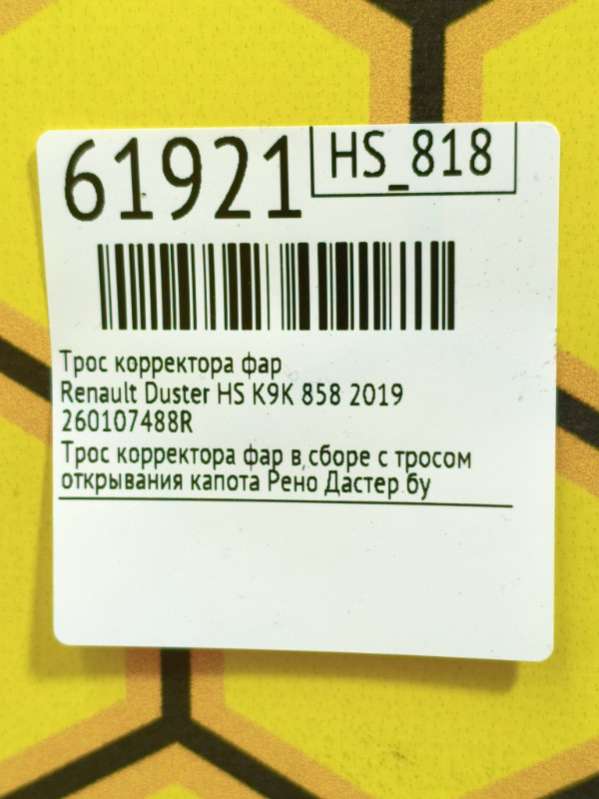 61921
HS_818
Трос корректора фар
Renault Duster HS K9K 858 2019
260107488R
Трос корректора фар в сборе с тросом
открывания капота Рено Дастер бу